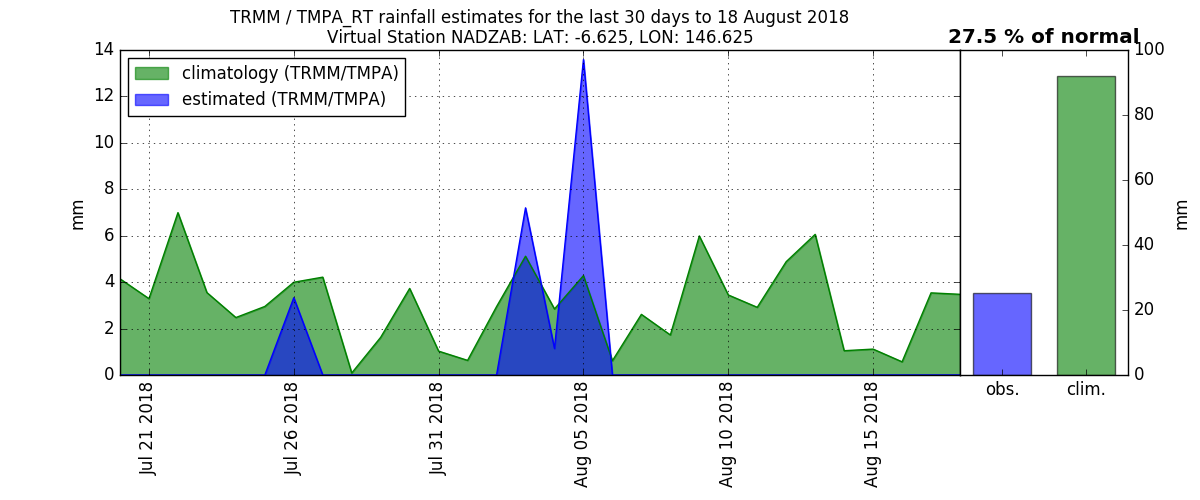 TRMM / TMPA_RT rainfall estimates for the last 30 days to 18 August 2018
Virtual Station NADZAB: LAT: -6.625, LON: 146.625
27.5 % of normal
climatology (TRMM/TMPA)
estimated (TRMM/TMPA)
14
12
10
8
6
4
2
0
mm
100
80
60
40
20
0
mm
Jul 21 2018
Jul 26 2018
Jul 31 2018
Aug 05 2018
Aug 10 2018
Aug 15 2018
obs.
clim.